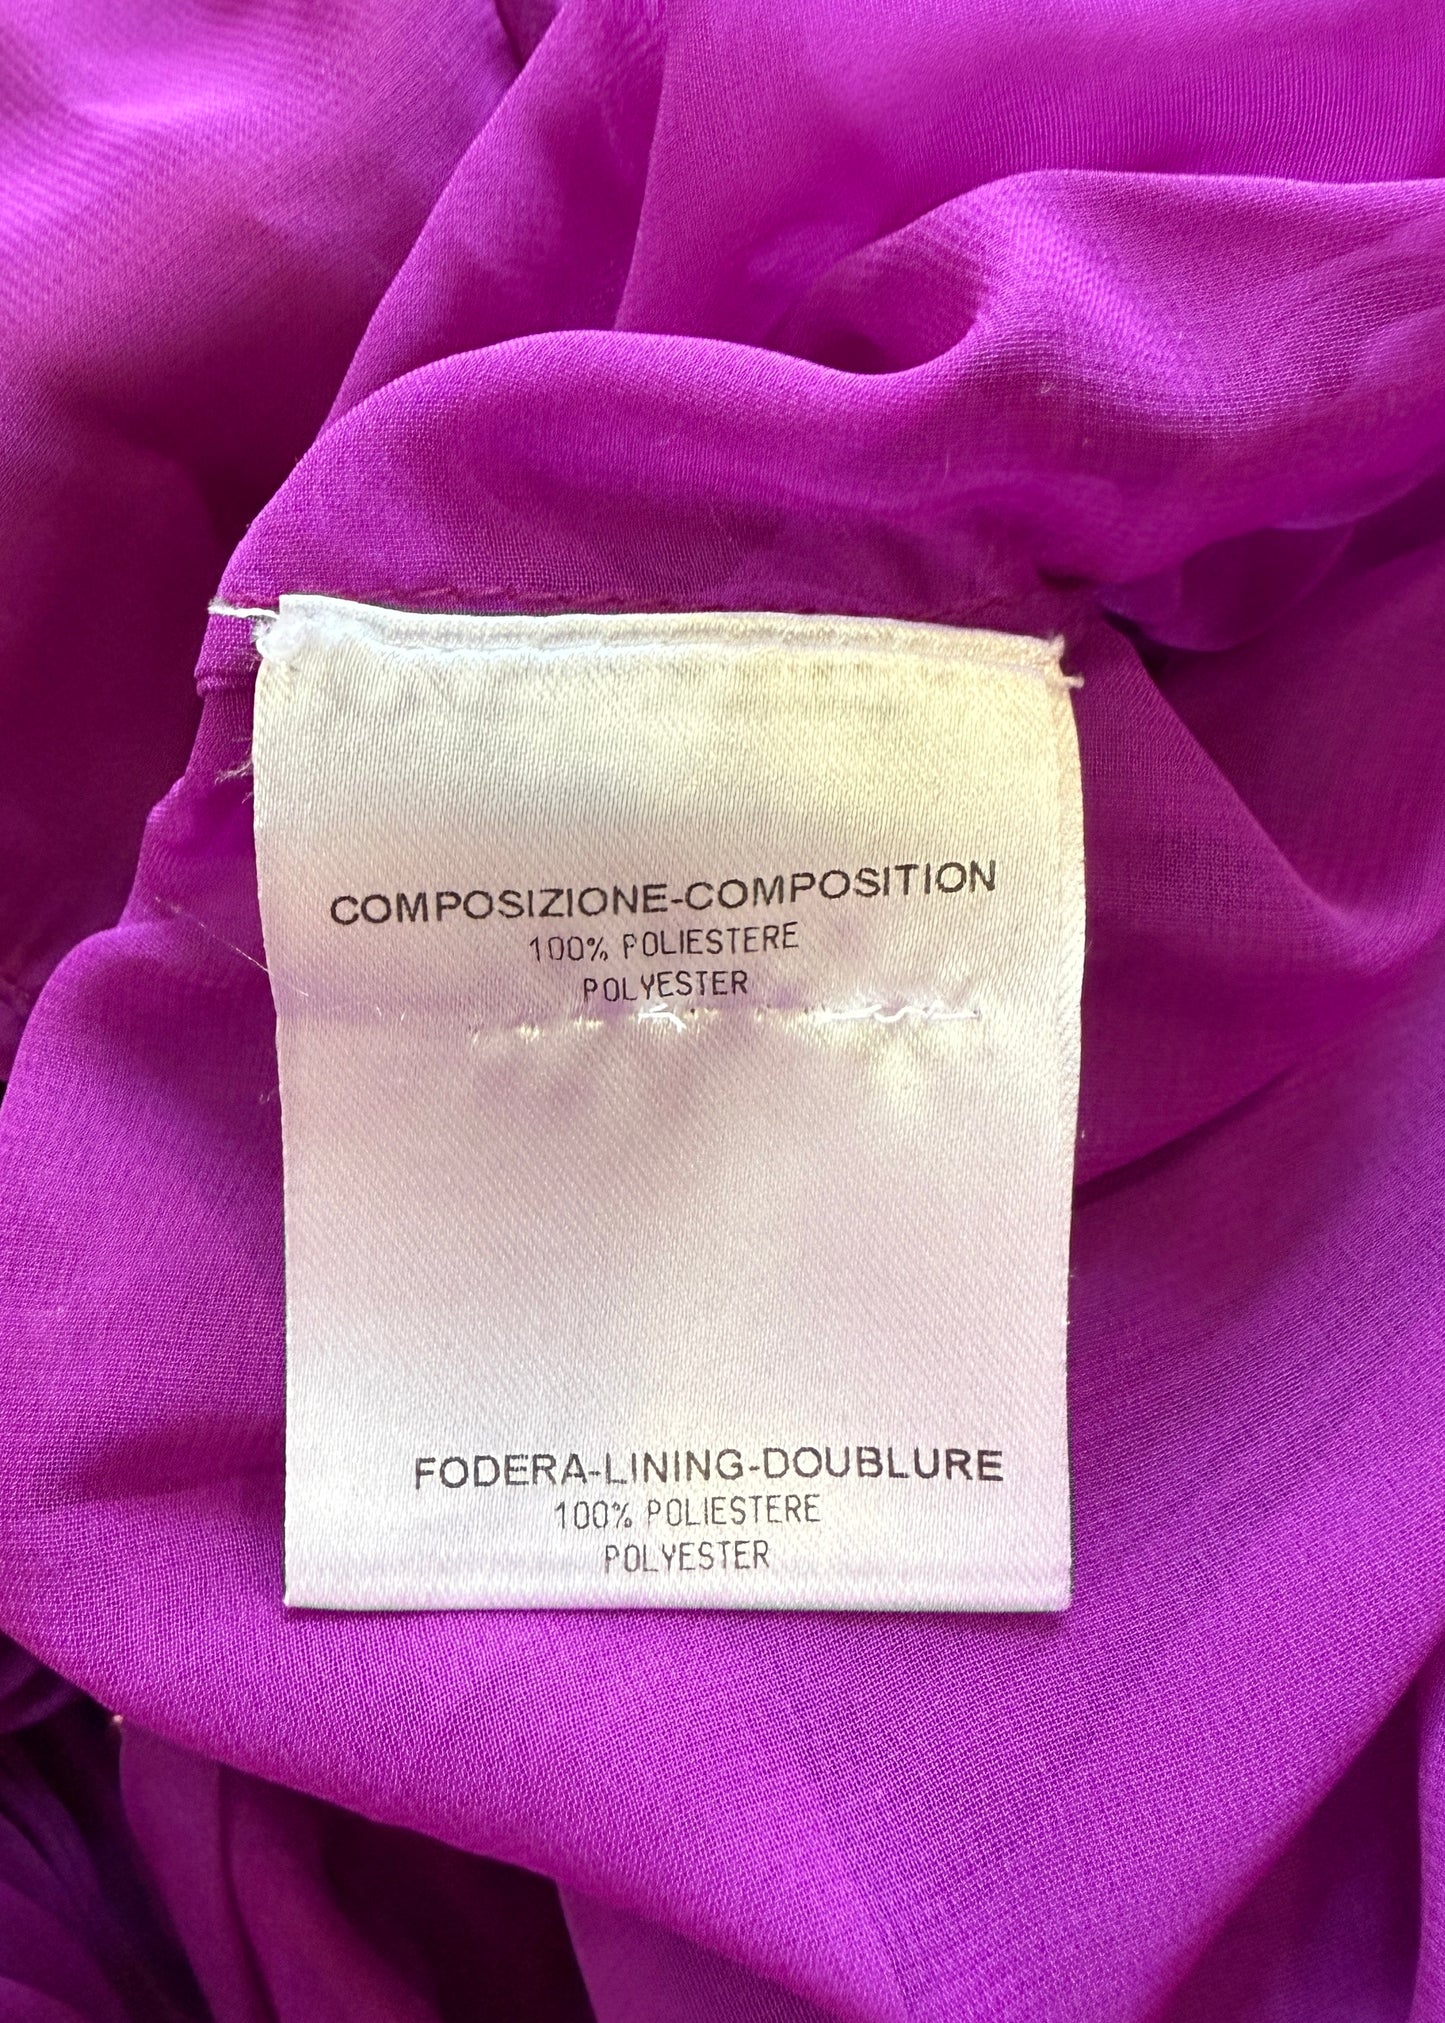 COMPOSIZIONE-COMPOSITION
100% POLIESTERE
POLYESTER
FODERA-LINING-DOUBLURE
100% POLIESTERE
POLYESTER